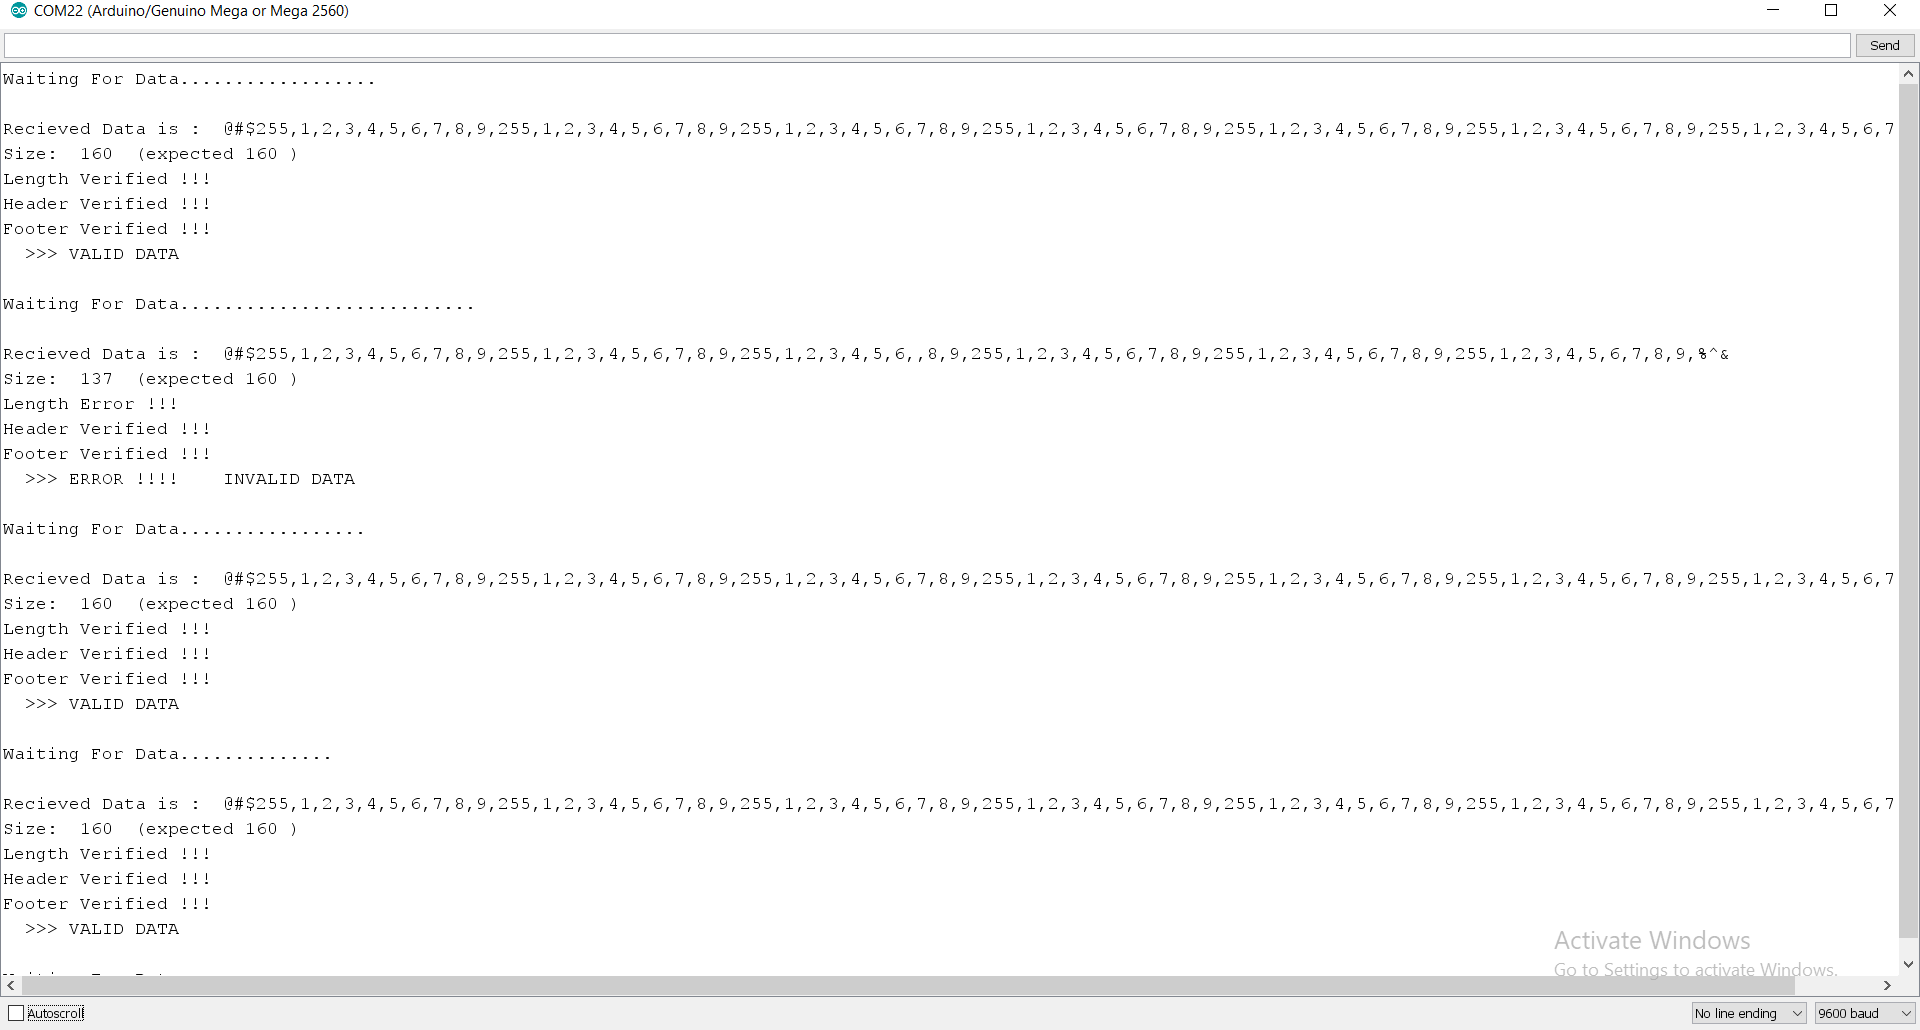 COM22 (Arduino/Genuino Mega or Mega 2560)
Send
Waiting For Data..................
Recieved Data is :  @#$255,1,2,3,4,5,6,7,8,9,255,1,2,3,4,5,6,7,8,9,255,1,2,3,4,5,6,7,8,9,255,1,2,3,4,5,6,7,8,9,255,1,2,3,4,5,6,7,8,9,255,1,2,3,4,5,6,7,8,9,255,1,2,3,4,5,6,7
Size:  160  (expected 160 )
Length Verified !!!
Header Verified !!!
Footer Verified !!!
>>> VALID DATA
Waiting For Data...........................
Recieved Data is :  @#$255,1,2,3,4,5,6,7,8,9,255,1,2,3,4,5,6,7,8,9,255,1,2,3,4,5,6,,8,9,255,1,2,3,4,5,6,7,8,9,255,1,2,3,4,5,6,7,8,9,255,1,2,3,4,5,6,7,8,9,%^&
Size:  137  (expected 160 )
Length Error !!!
Header Verified !!!
Footer Verified !!!
>>> ERROR !!!!    INVALID DATA
Waiting For Data.................
Recieved Data is :  @#$255,1,2,3,4,5,6,7,8,9,255,1,2,3,4,5,6,7,8,9,255,1,2,3,4,5,6,7,8,9,255,1,2,3,4,5,6,7,8,9,255,1,2,3,4,5,6,7,8,9,255,1,2,3,4,5,6,7,8,9,255,1,2,3,4,5,6,7
Size:  160  (expected 160 )
Length Verified !!!
Header Verified !!!
Footer Verified !!!
>>> VALID DATA
Waiting For Data..............
Recieved Data is :  @#$255,1,2,3,4,5,6,7,8,9,255,1,2,3,4,5,6,7,8,9,255,1,2,3,4,5,6,7,8,9,255,1,2,3,4,5,6,7,8,9,255,1,2,3,4,5,6,7,8,9,255,1,2,3,4,5,6,7,8,9,255,1,2,3,4,5,6,7
Size:  160  (expected 160 )
Length Verified !!!
Header Verified !!!
Footer Verified !!!
>>> VALID DATA
Activate Windows
Go to Settings to activate Windows.
Autoscroll
No line ending
9600 baud